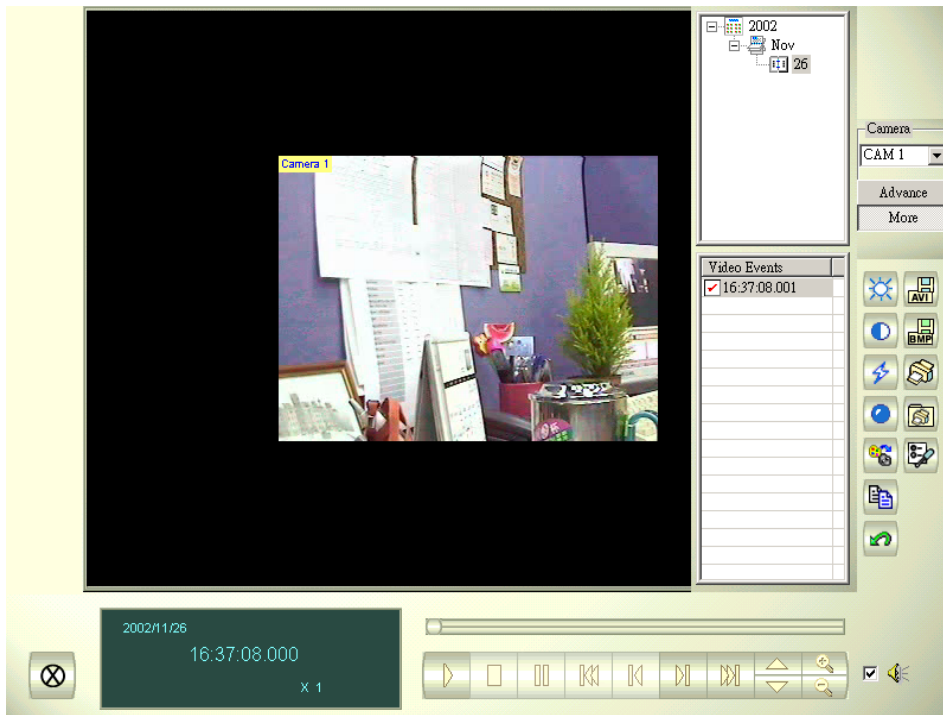 2002
Nov
26
Camera
CAM 1
Advance
More
Camera 1
Video Events
16:37:08.001
AVI
BMP
2002/11/26
16:37:08.000
X 1